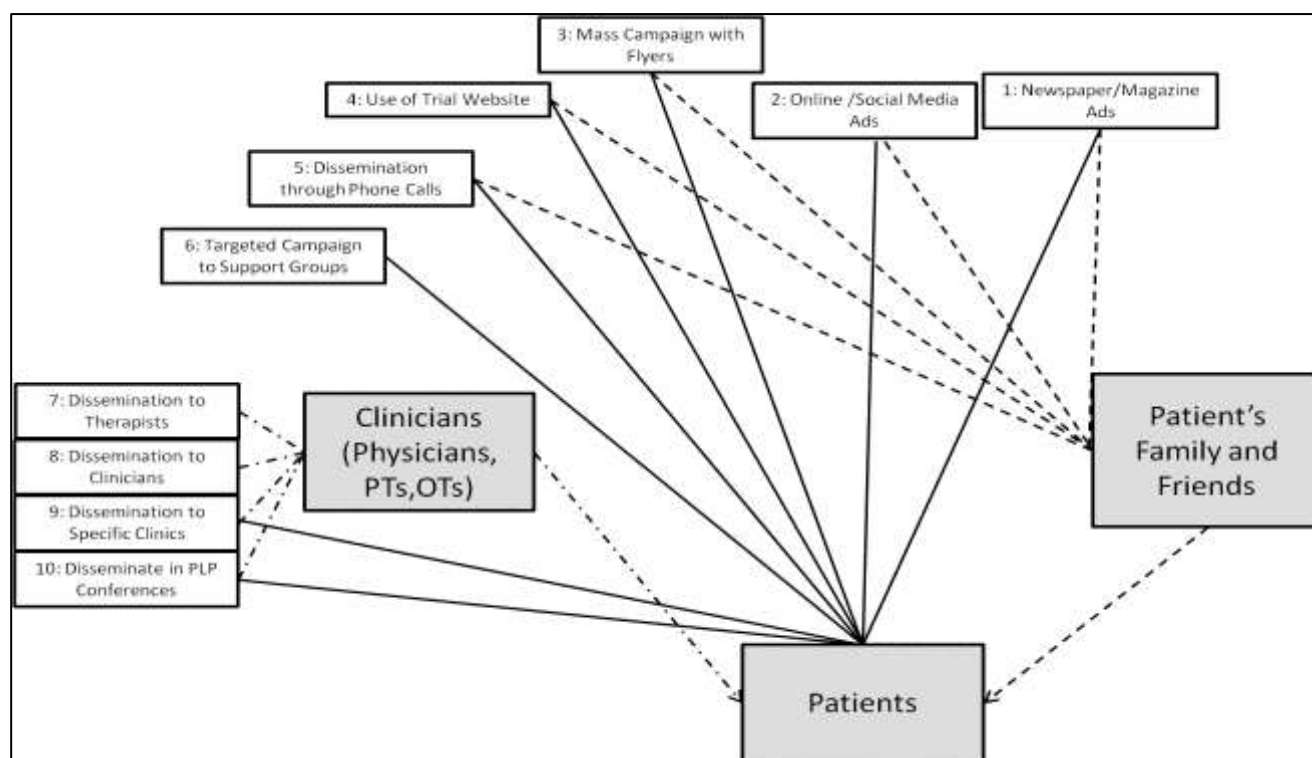 3: Mass Campaign with
Flyers
4: Use of Trial Website
2: Online /Social Media
Ads
1: Newspaper/Magazine
Ads
5: Dissemination
through Phone Calls
6: Targeted Campaign
to Support Groups
7: Dissemination to
Therapists
8: Dissemination to
Clinicians
9: Dissemination to
Specific Clinics
10: Disseminate in PLP
Conferences
Clinicians
(Physicians,
PTs,OTs)
Patient's
Family and
Friends
Patients